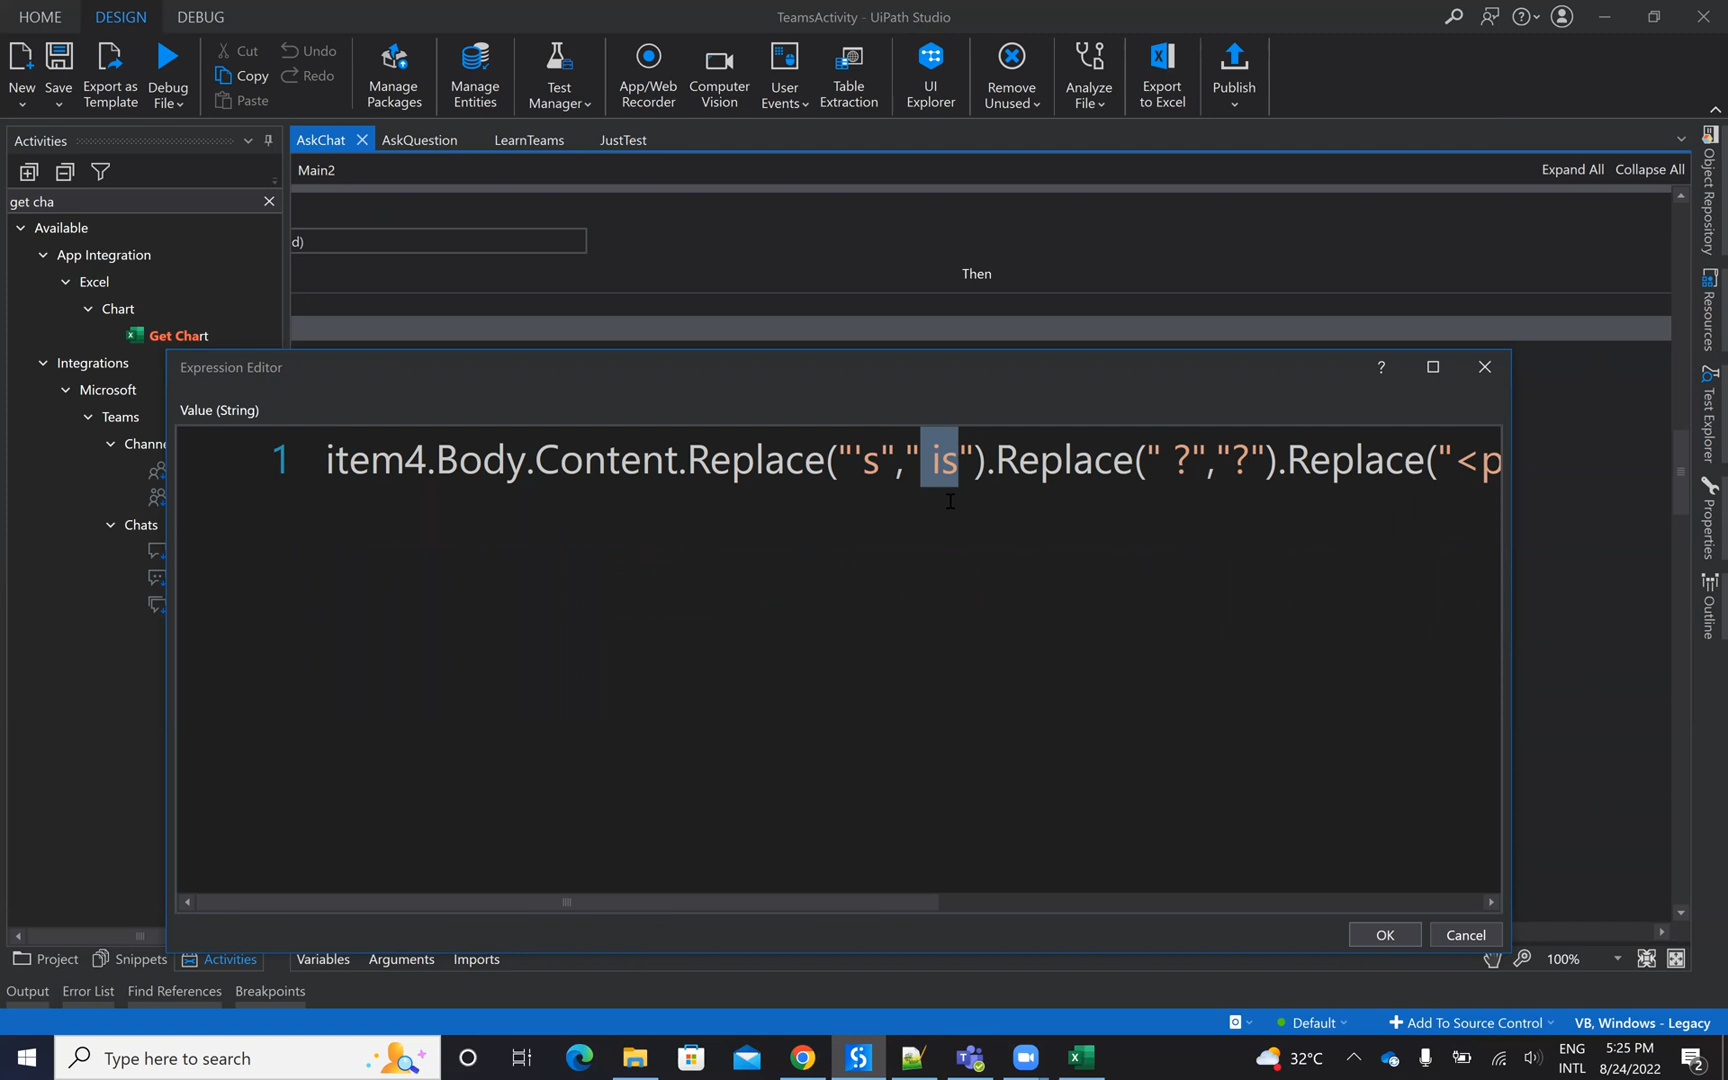 HOME DESIGN DEBUG TeamsActivity - UiPath Studio
New Save Export as Template Debug File Cut Copy Paste Undo Redo Manage Packages Manage Entities Test Manager App/Web Recorder Computer Vision User Events Table Extraction UI Explorer Remove Unused Analyze File Export to Excel Publish
Activities AskChat AskQuestion LearnTeams JustTest
Main2 Expand All Collapse All
get cha
Available
d)
App Integration
Then
Excel
Chart
Get Chart
Integrations
Expression Editor ?
Microsoft
Value (String)
Teams
Chann
1 item4.Body.Content.Replace("'s"," is").Replace(" ?","?").Replace("<p
Chats
Object Repository
Resources
Test Explorer
Properties
Outline
OK Cancel
Project Snippets Activities Variables Arguments Imports 100%
Output Error List Find References Breakpoints
Default Add To Source Control VB, Windows - Legacy
Type here to search 32°C ENG INTL 5:25 PM 8/24/2022 2